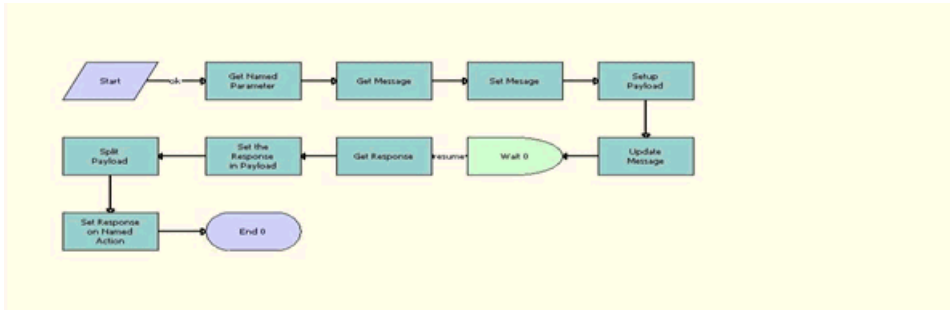 Start
ok
Get Named
Parameter
Get Message
Set Mesage
Setup
Payload
Split
Payload
Set the
Response
in Payload
Get Response
resume
Wait 0
Update
Message
Set Response
on Named
Action
End 0